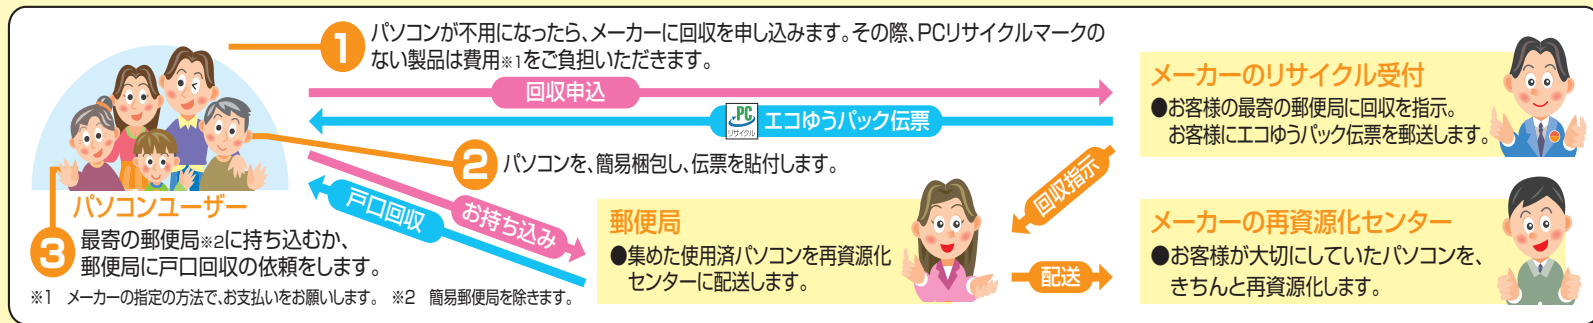 1
パソコンが不用になったら、メーカーに回収を申し込みます。その際、PCリサイクルマークの
ない製品は費用※1をご負担いただきます。
回収申込
PC
リサイクル
エコゆうパック伝票
2
パソコンを、簡易梱包し、伝票を貼付します。
パソコンユーザー
3
最寄の郵便局※2に持ち込むか、
郵便局に戸口回収の依頼をします。
※1 メーカーの指定の方法で、お支払いをお願いします。 ※2 簡易郵便局を除きます。
戸口回収
お持ち込み
郵便局
●集めた使用済パソコンを再資源化
センターに配送します。
回収指示
配送
メーカーのリサイクル受付
●お客様の最寄の郵便局に回収を指示。
お客様にエコゆうパック伝票を郵送します。
メーカーの再資源化センター
●お客様が大切にしていたパソコンを、
きちんと再資源化します。